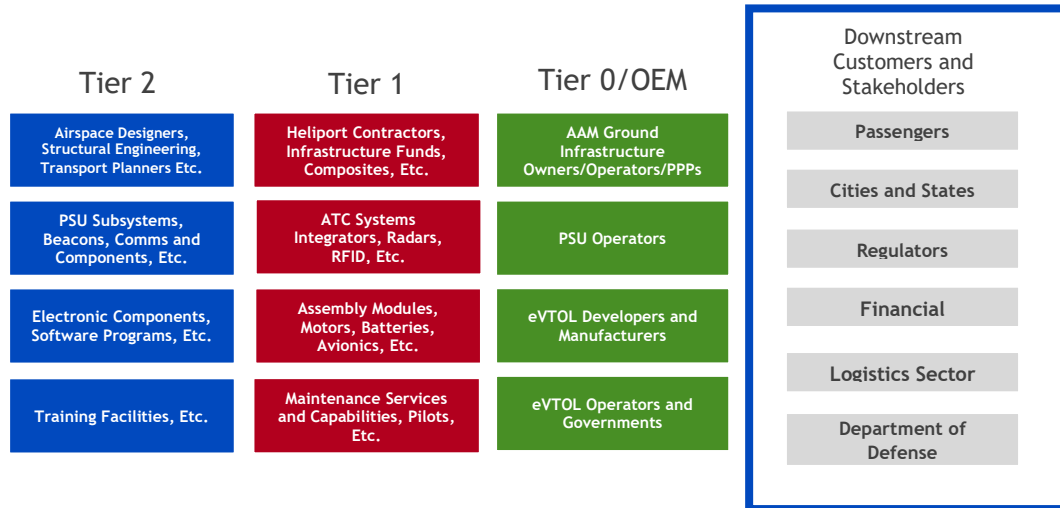 Tier 2
Airspace Designers,
Structural Engineering,
Transport Planners Etc.
PSU Subsystems,
Beacons, Comms and
Components, Etc.
Electronic Components,
Software Programs, Etc.
Training Facilities, Etc.
Tier 1
Heliport Contractors,
Infrastructure Funds,
Composites, Etc.
ATC Systems
Integrators, Radars,
RFID, Etc.
Assembly Modules,
Motors, Batteries,
Avionics, Etc.
Maintenance Services
and Capabilities, Pilots,
Etc.
Tier 0/OEM
AAM Ground
Infrastructure
Owners/Operators/PPPs
PSU Operators
eVTOL Developers and
Manufacturers
eVTOL Operators and
Governments
Downstream
Customers and
Stakeholders
Passengers
Cities and States
Regulators
Financial
Logistics Sector
Department of
Defense